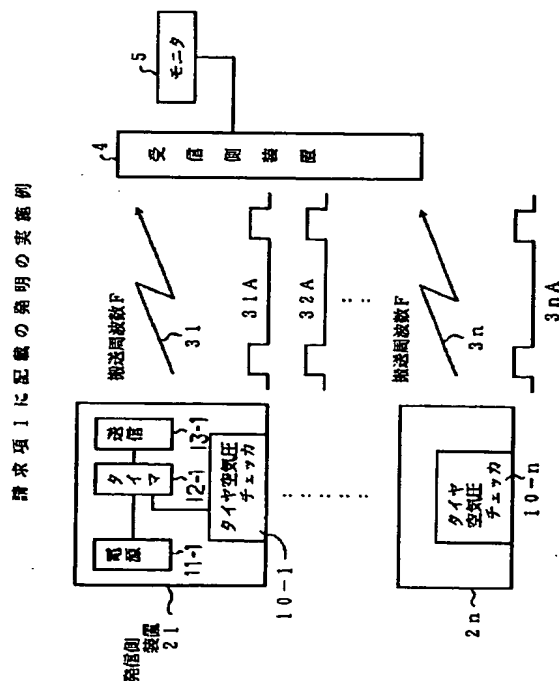 請求項1に記載の発明の実施例
発信側
装置
21
電源
11-1
タイマ
12-1
送信
13-1
タイヤ空気圧
チェッカ
10-1
搬送周波数F
31
31A
32A
受信側装置
4
モニタ
5
2n
タイヤ
空気圧
チェッカ
10-n
搬送周波数F
3n
3nA